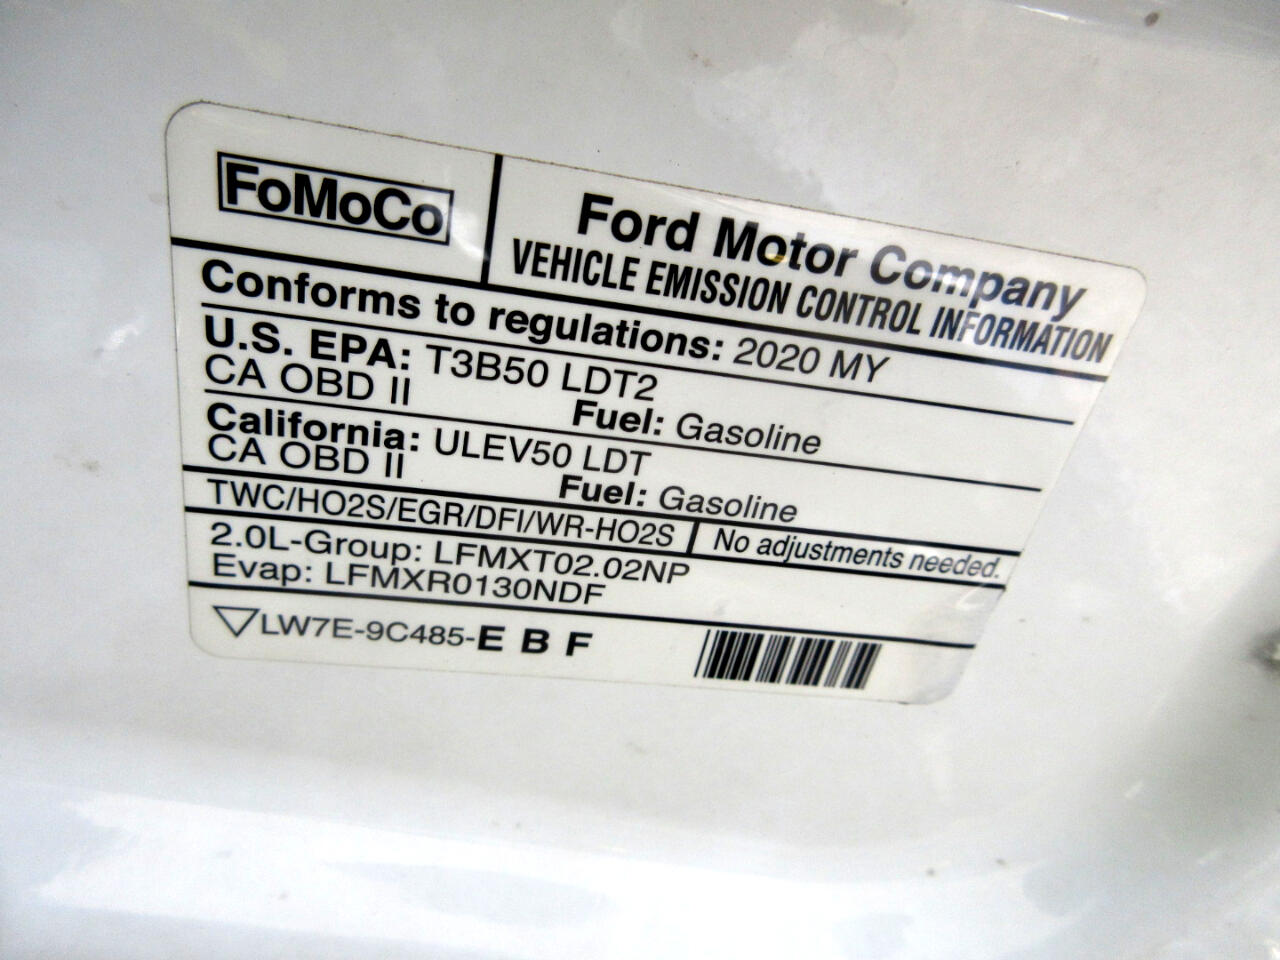 FoMoCo
Ford Motor Company
VEHICLE EMISSION CONTROL INFORMATION
Conforms to regulations: 2020 MY
U.S. EPA: T3B50 LDT2
CA OBD II Fuel: Gasoline
California: ULEV50 LDT
CA OBD II Fuel: Gasoline
TWC/HO2S/EGR/DFI/WR-HO2S No adjustments needed.
2.0L-Group: LFMXT02.02NP
Evap: LFMXR0130NDF
LW7E-9C485-E B F